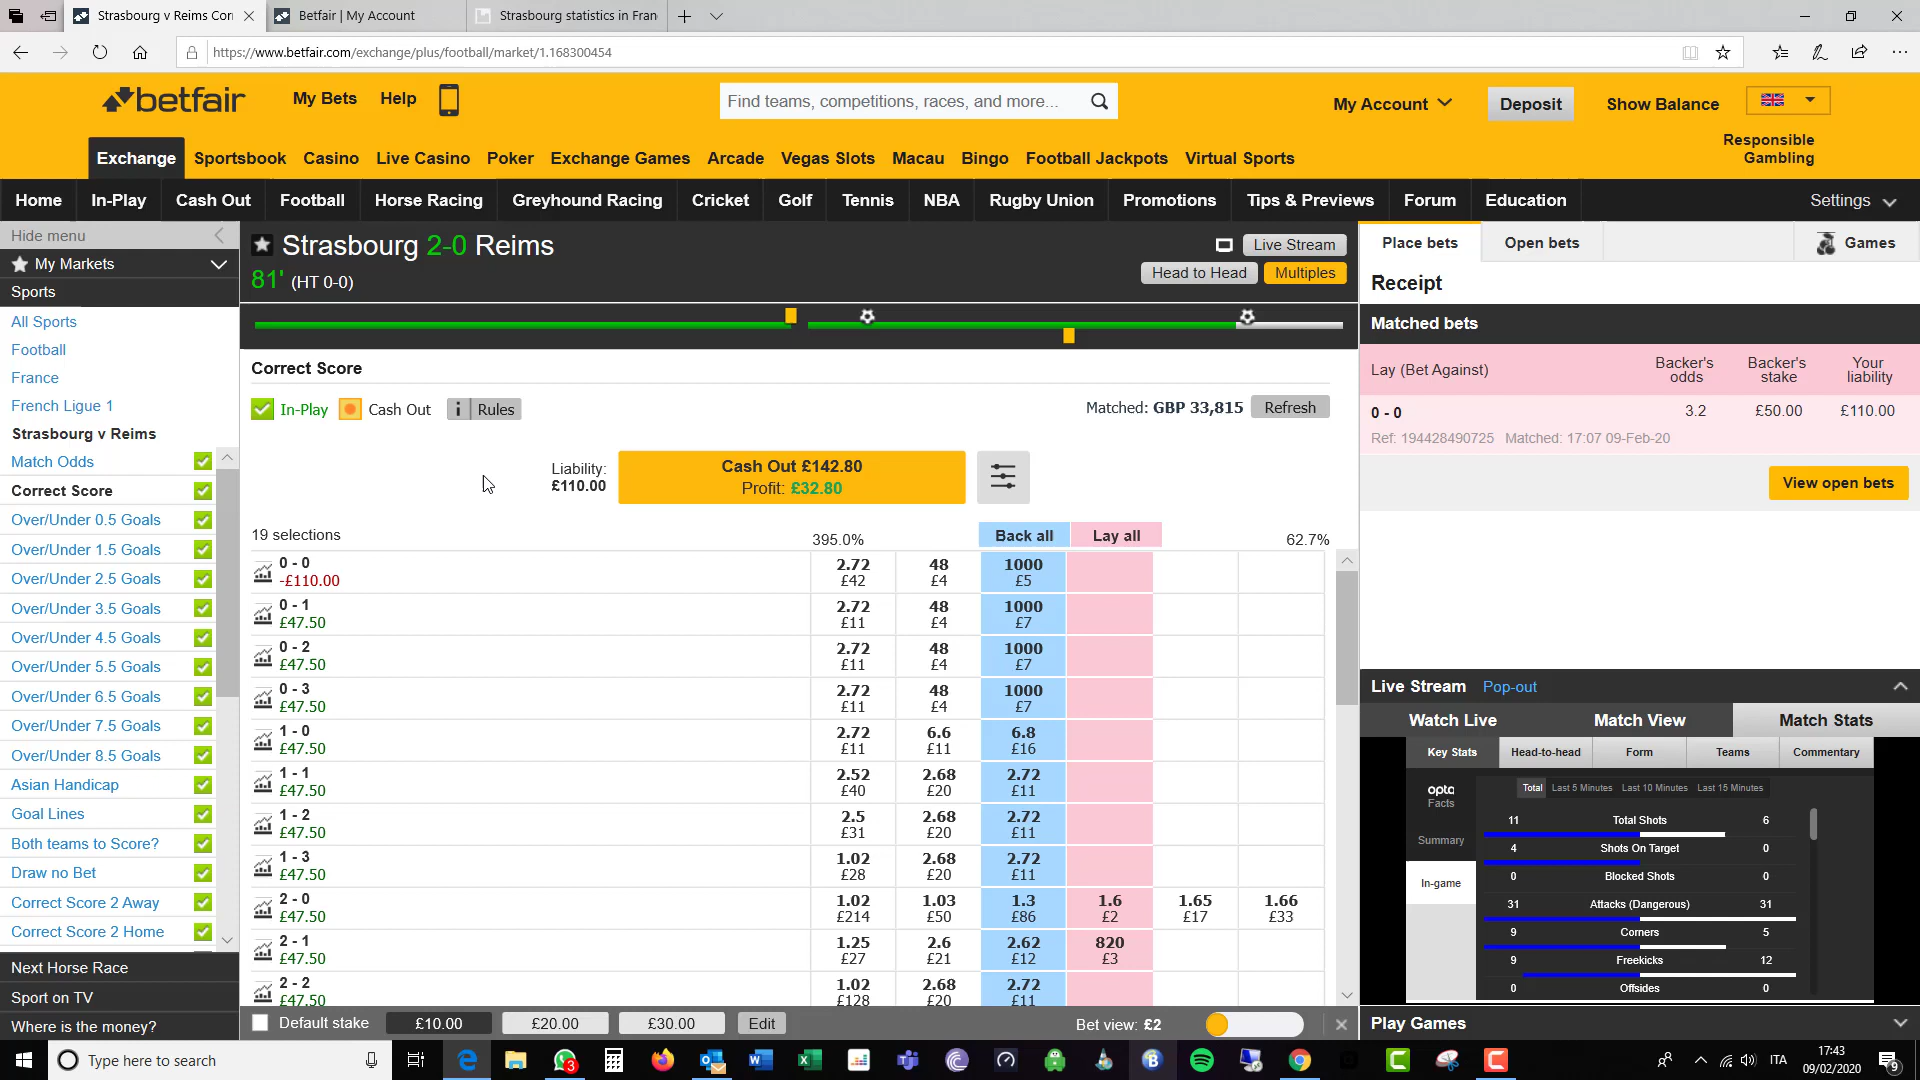 Strasbourg v Reims Corr
Betfair | My Account
Strasbourg statistics in Fran
https://www.betfair.com/exchange/plus/football/market/1.168300454
betfair
My Bets
Help
Find teams, competitions, races, and more...
My Account
Deposit
Show Balance
Responsible
Gambling
Exchange Sportsbook Casino Live Casino Poker Exchange Games Arcade Vegas Slots Macau Bingo Football Jackpots Virtual Sports
Home In-Play Cash Out Football Horse Racing Greyhound Racing Cricket Golf Tennis NBA Rugby Union Promotions Tips & Previews Forum Education Settings
Hide menu
My Markets
Sports
All Sports
Football
France
French Ligue 1
Strasbourg v Reims
Match Odds
Correct Score
Over/Under 0.5 Goals
Over/Under 1.5 Goals
Over/Under 2.5 Goals
Over/Under 3.5 Goals
Over/Under 4.5 Goals
Over/Under 5.5 Goals
Over/Under 6.5 Goals
Over/Under 7.5 Goals
Over/Under 8.5 Goals
Asian Handicap
Goal Lines
Both teams to Score?
Draw no Bet
Correct Score 2 Away
Correct Score 2 Home
Next Horse Race
Sport on TV
Where is the money?
Strasbourg 2-0 Reims
81' (HT 0-0)
Live Stream
Head to Head
Multiples
Correct Score
In-Play
Cash Out
i Rules
Matched: GBP 33,815
Refresh
Liability:
£110.00
Cash Out £142.80
Profit: £32.80
19 selections
395.0%
Back all
Lay all
62.7%
0 - 0 2.72 48 1000
-£110.00 £42 £4 £5
0 - 1 2.72 48 1000
£47.50 £11 £4 £7
0 - 2 2.72 48 1000
£47.50 £11 £4 £7
0 - 3 2.72 48 1000
£47.50 £11 £4 £7
1 - 0 2.72 6.6 6.8
£47.50 £11 £11 £16
1 - 1 2.52 2.68 2.72
£47.50 £40 £20 £11
1 - 2 2.5 2.68 2.72
£47.50 £31 £20 £11
1 - 3 1.02 2.68 2.72
£47.50 £28 £20 £11
2 - 0 1.02 1.03 1.3 1.6 1.65 1.66
£47.50 £214 £50 £86 £2 £17 £33
2 - 1 1.25 2.6 2.62 820
£47.50 £27 £21 £12 £3
2 - 2 1.02 2.68 2.72
£47.50 £128 £20 £11
Default stake
£10.00
£20.00
£30.00
Edit
Bet view: £2
Place bets
Open bets
Games
Receipt
Matched bets
Lay (Bet Against)
Backer's odds
Backer's stake
Your liability
0 - 0 3.2 £50.00 £110.00
Ref: 194428490725 Matched: 17:07 09-Feb-20
View open bets
Live Stream Pop-out
Watch Live Match View Match Stats
Key Stats Head-to-head Form Teams Commentary
opta
Facts
Summary
In-game
Total Last 5 Minutes Last 10 Minutes Last 15 Minutes
11 Total Shots 6
4 Shots On Target 0
0 Blocked Shots 0
31 Attacks (Dangerous) 31
9 Corners 5
9 Freekicks 12
0 Offsides 0
Play Games
Type here to search
3
ITA
17:43
09/02/2020
9